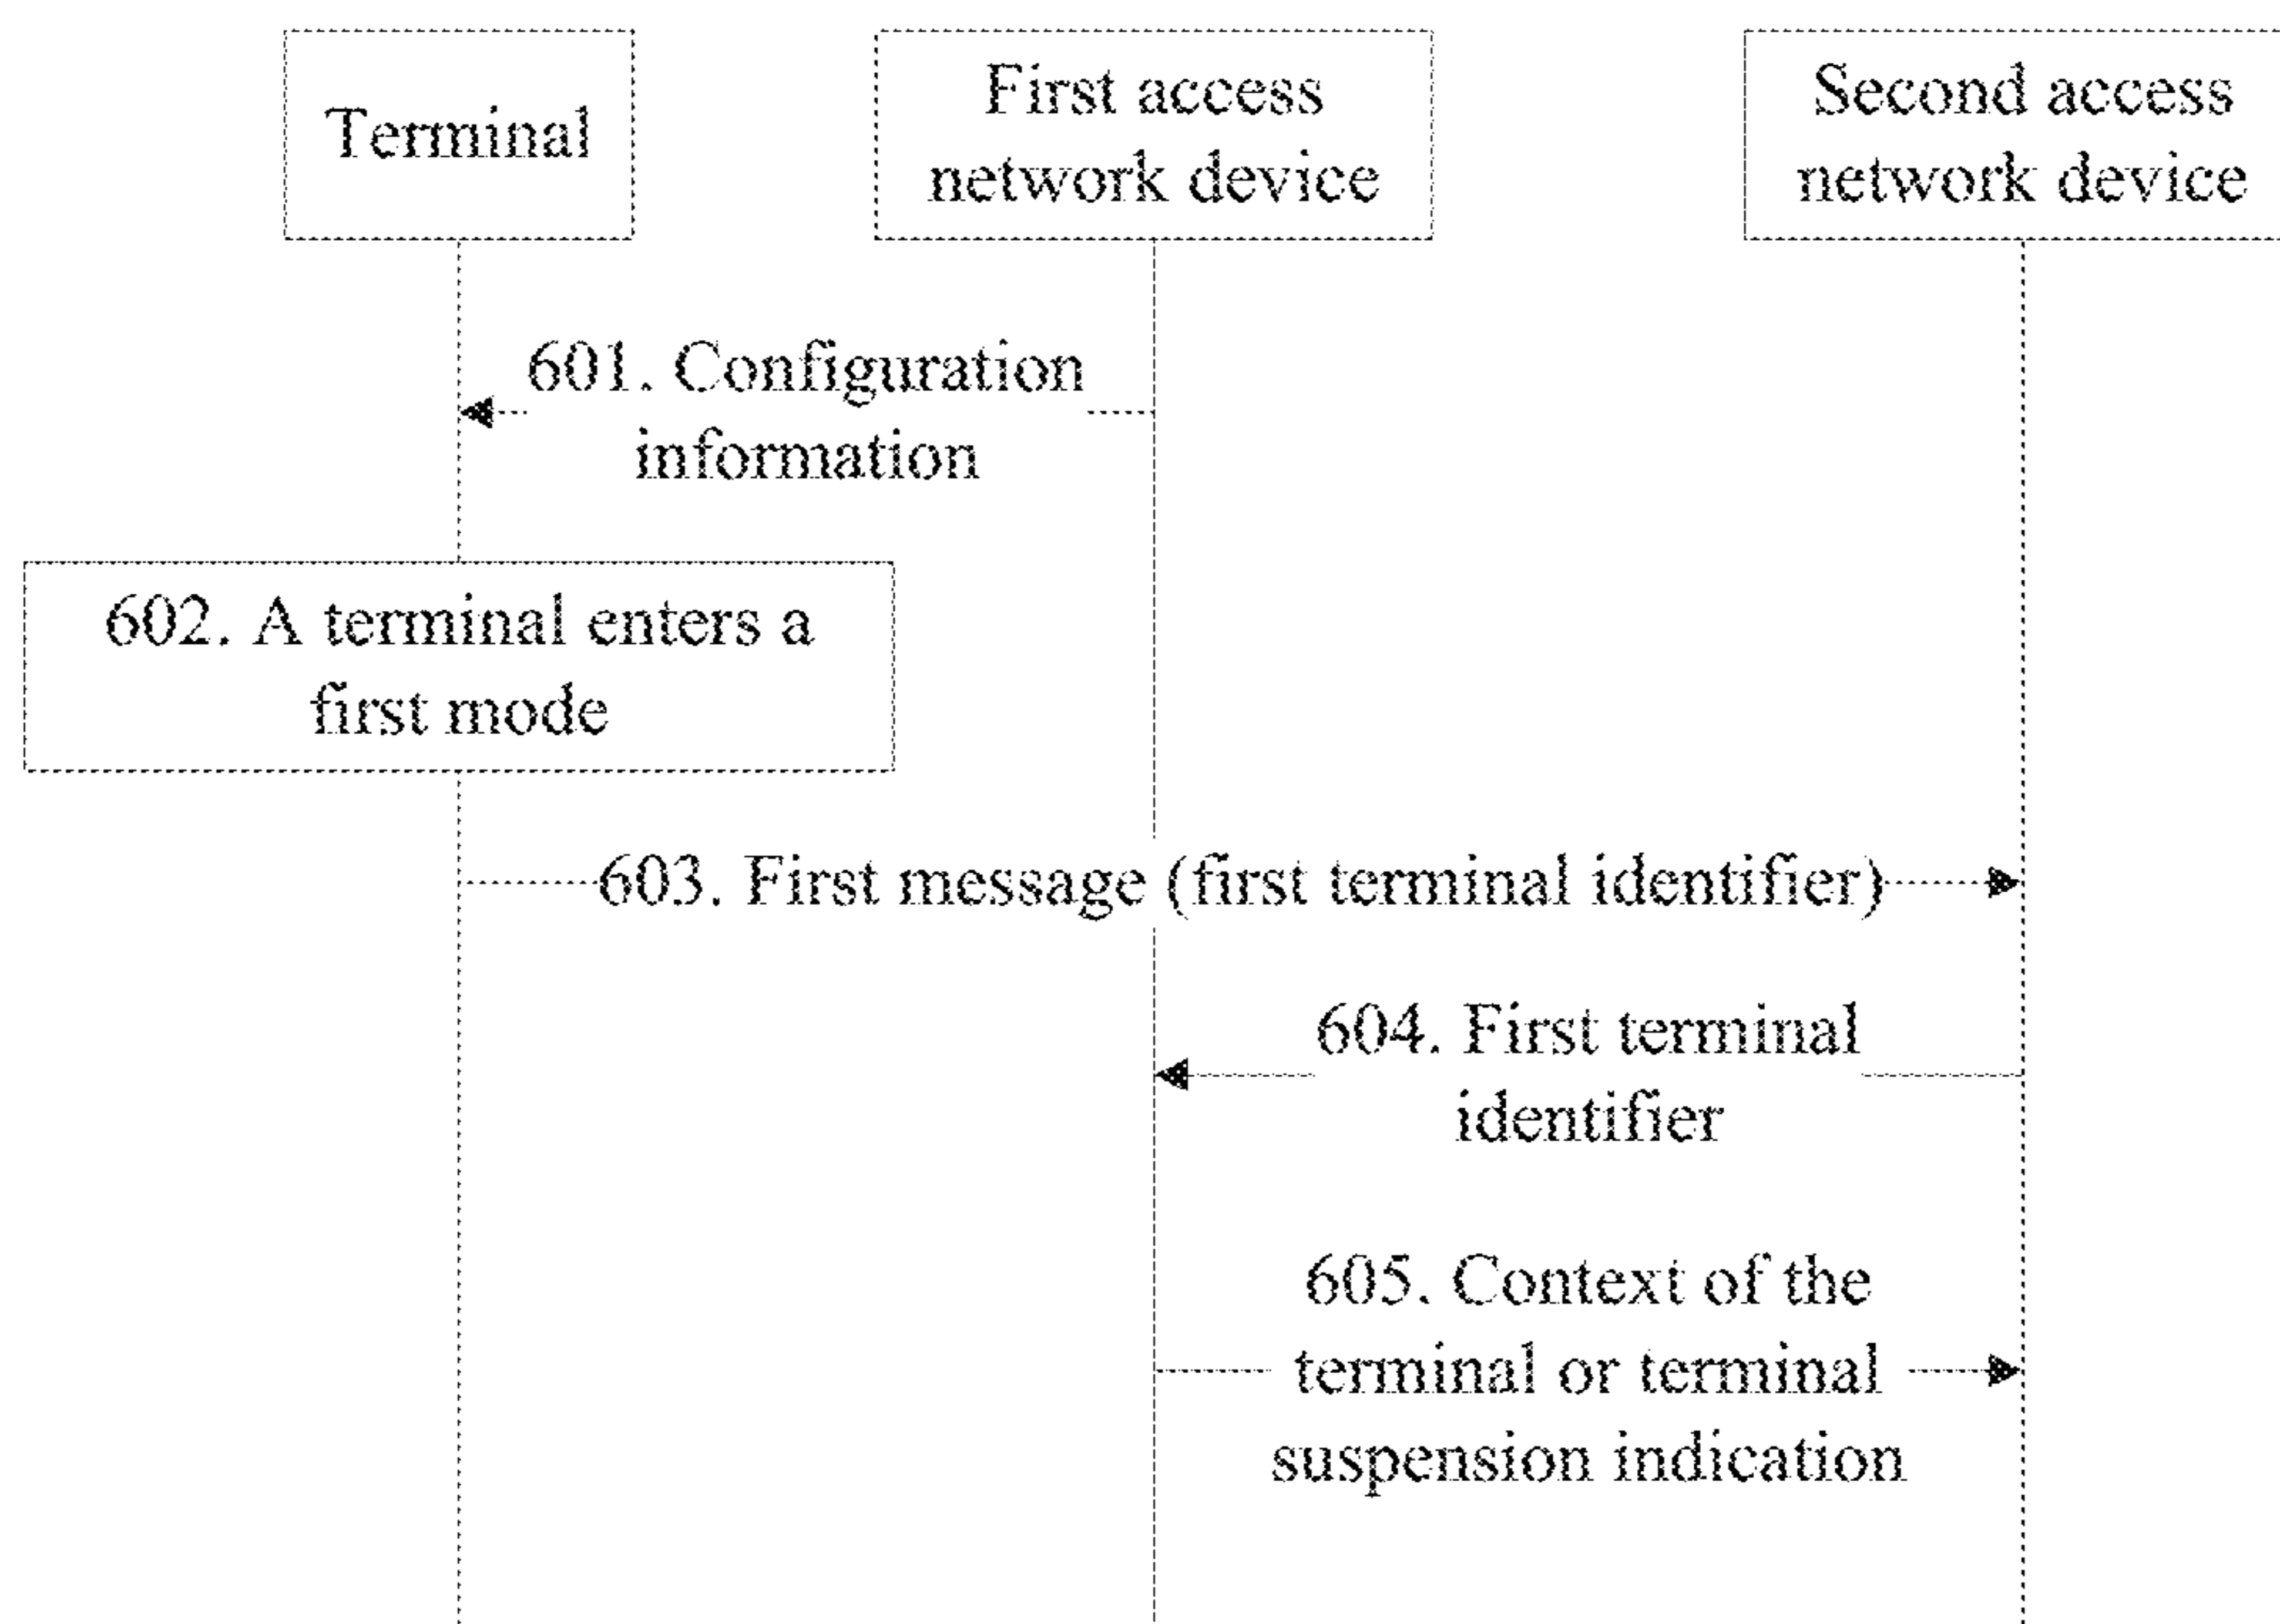 Terminal
First access
network device
Second access
network device
601. Configuration
information
602. A terminal enters a
first mode
603. First message (first terminal identifier)
604. First terminal
identifier
605. Context of the
terminal or terminal
suspension indication